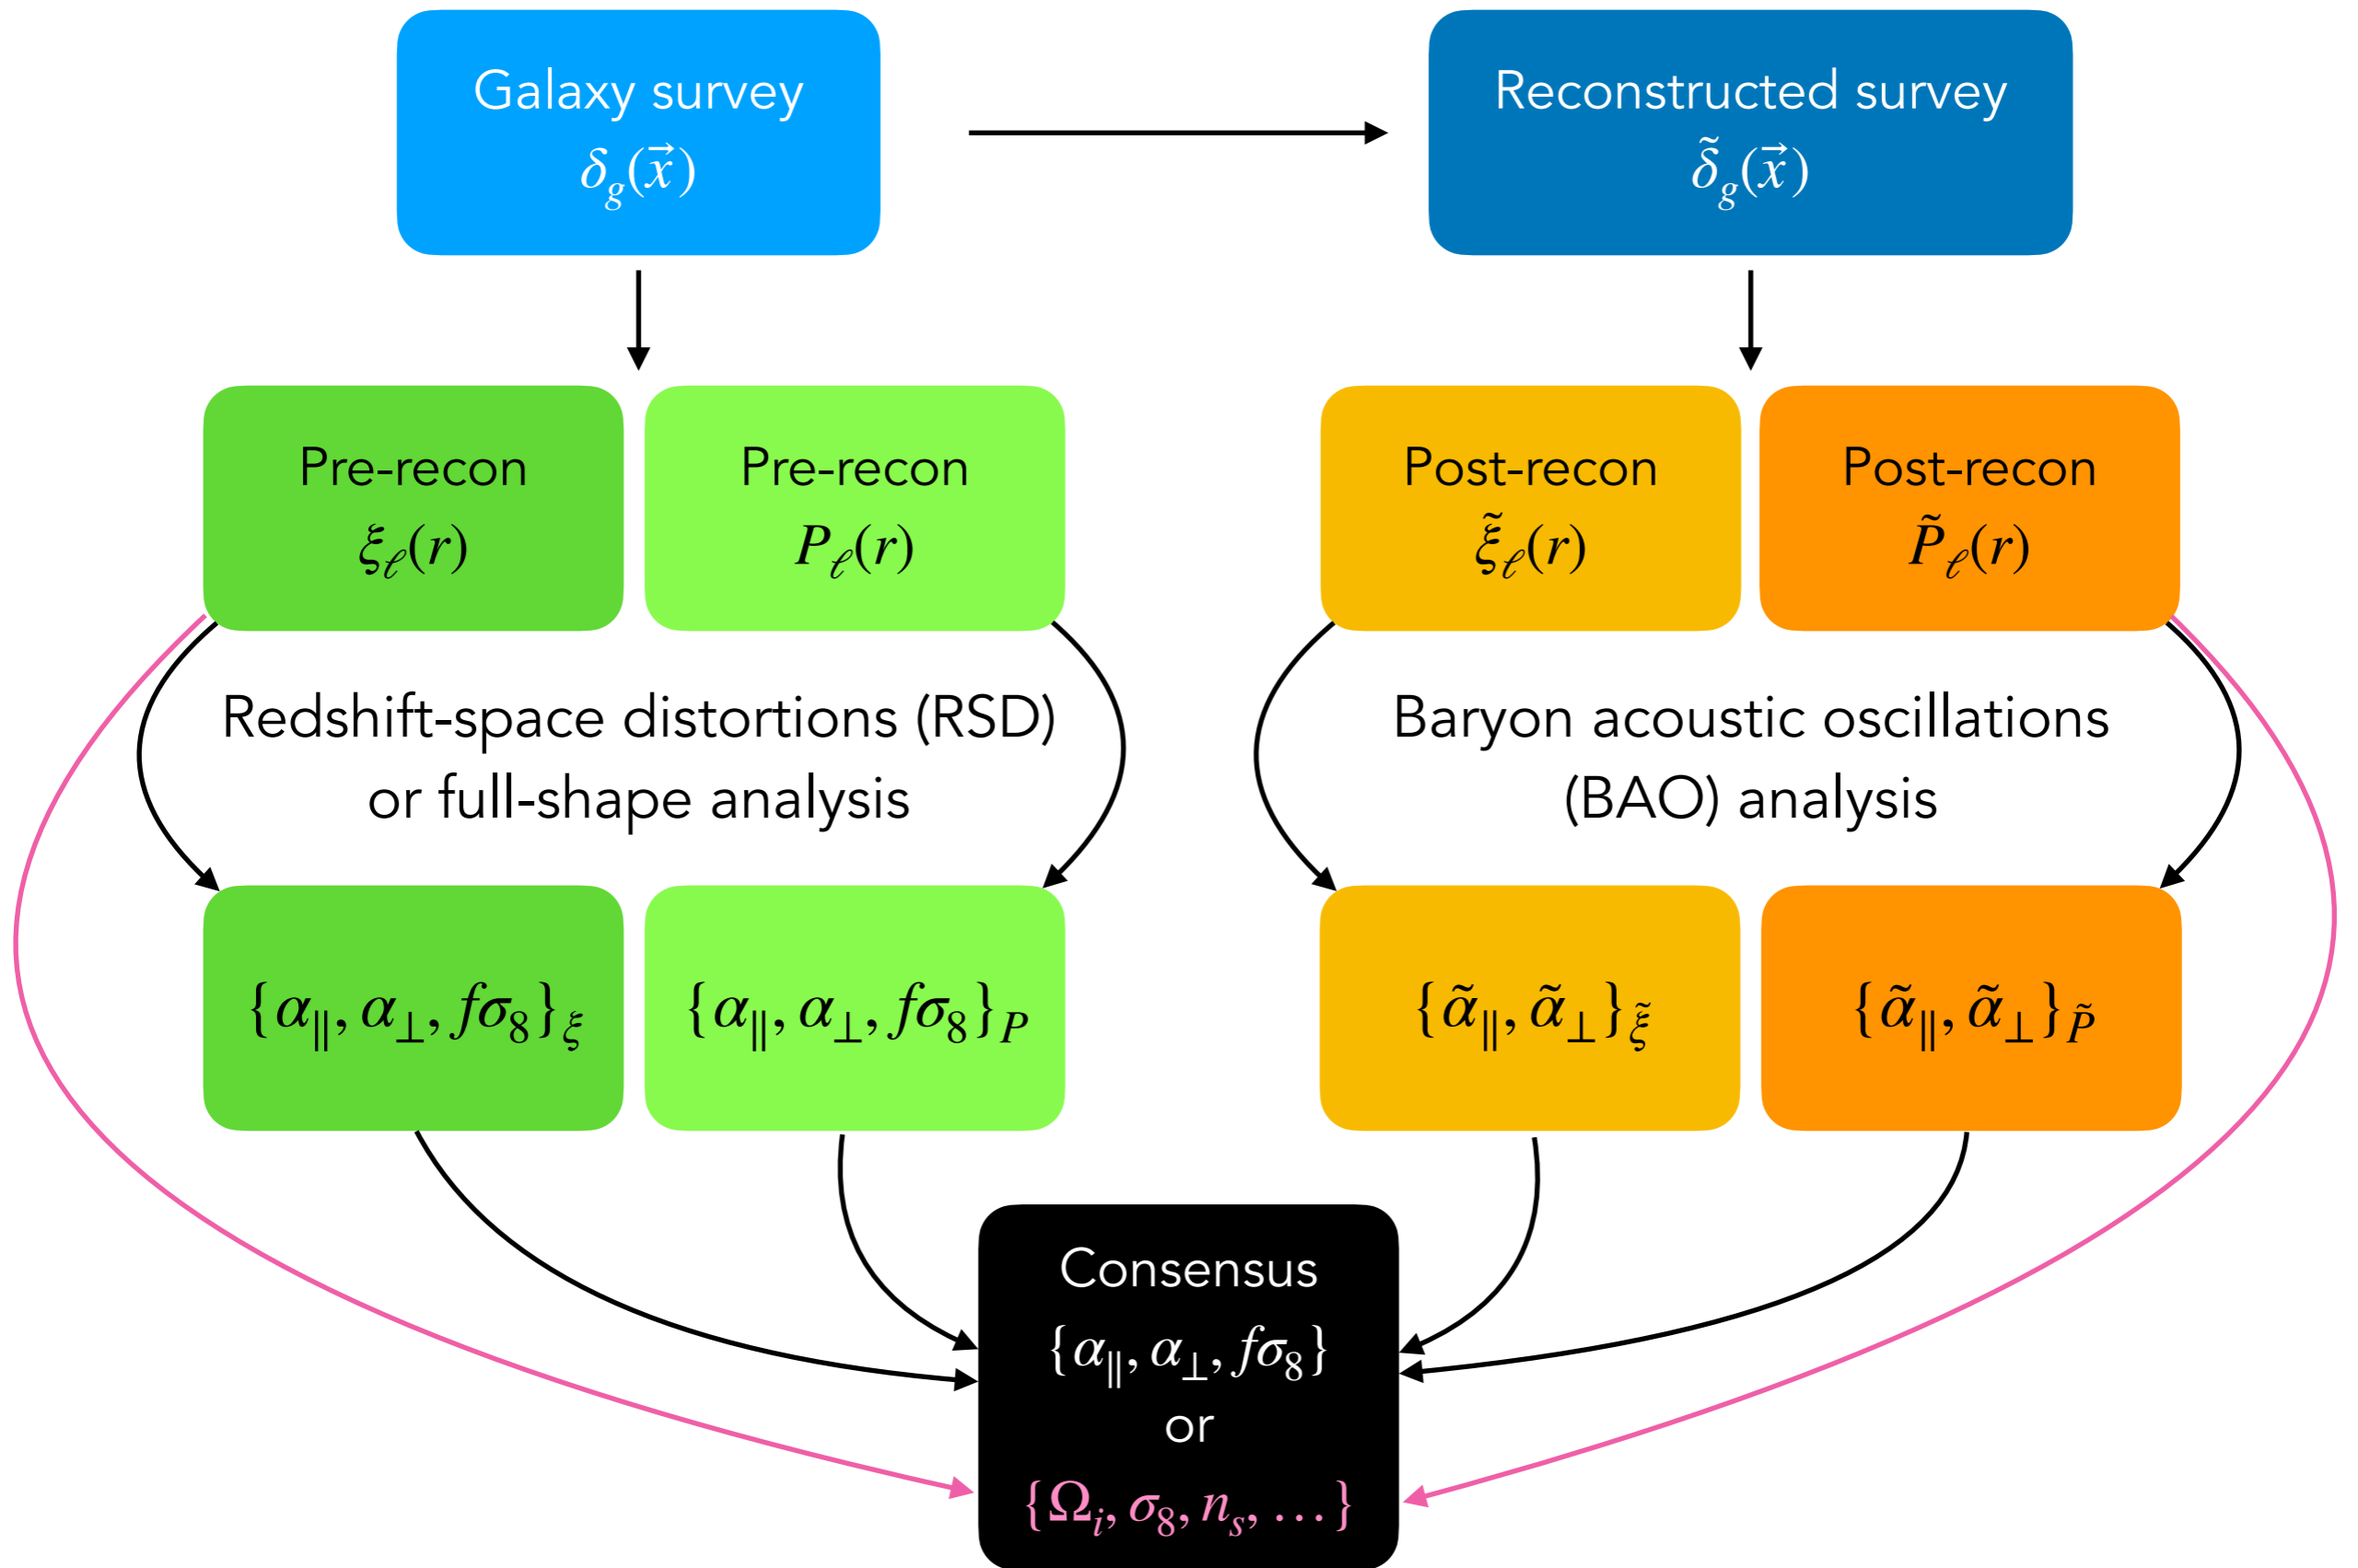 Galaxy survey
δ_g(x⃗)
Reconstructed survey
δ̃_g(x⃗)
Pre-recon
ξ_ℓ(r)
Pre-recon
P_ℓ(r)
Post-recon
ξ̃_ℓ(r)
Post-recon
P̃_ℓ(r)
Redshift-space distortions (RSD)
or full-shape analysis
Baryon acoustic oscillations
(BAO) analysis
{α_∥, α_⊥, fσ_8}_ξ
{α_∥, α_⊥, fσ_8}_P
{α̃_∥, α̃_⊥}_ξ̃
{α̃_∥, α̃_⊥}_P̃
Consensus
{α_∥, α_⊥, fσ_8}
or
{Ω_i, σ_8, n_s, …}